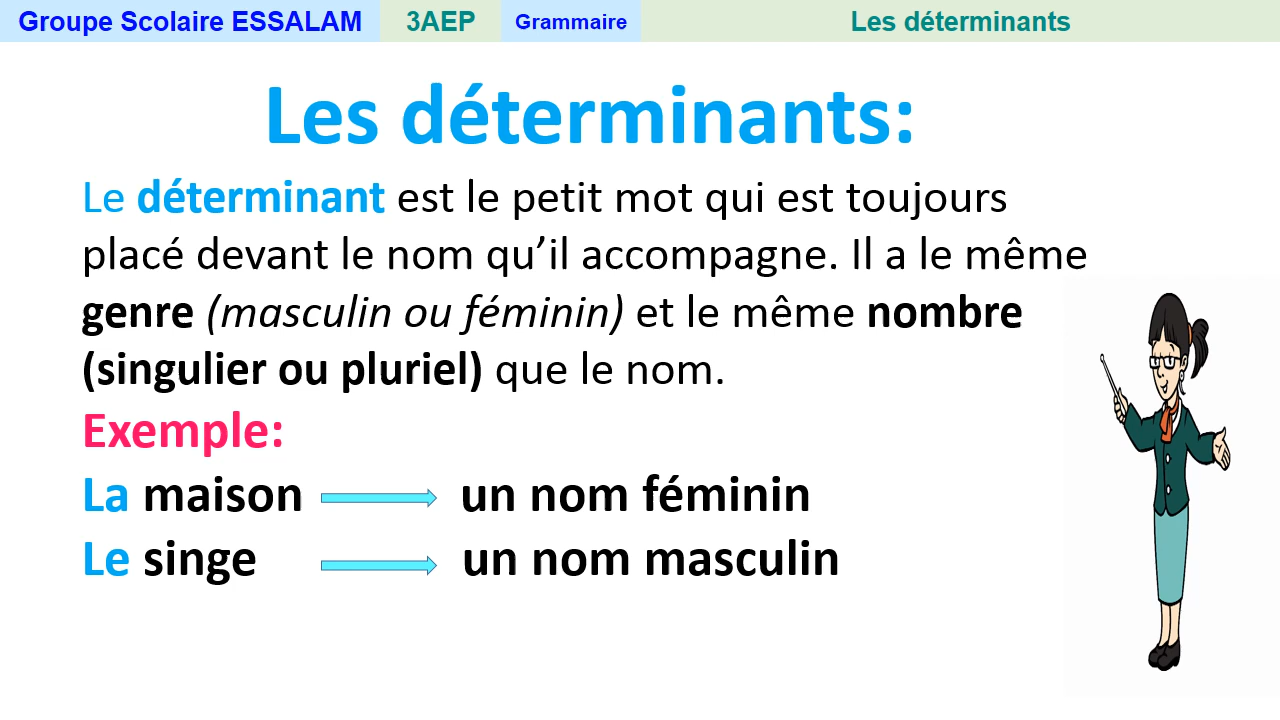 Groupe Scolaire ESSALAM 3AEP Grammaire Les déterminants
Les déterminants:
Le déterminant est le petit mot qui est toujours
placé devant le nom qu’il accompagne. Il a le même
genre (masculin ou féminin) et le même nombre
(singulier ou pluriel) que le nom.
Exemple:
La maison un nom féminin
Le singe un nom masculin